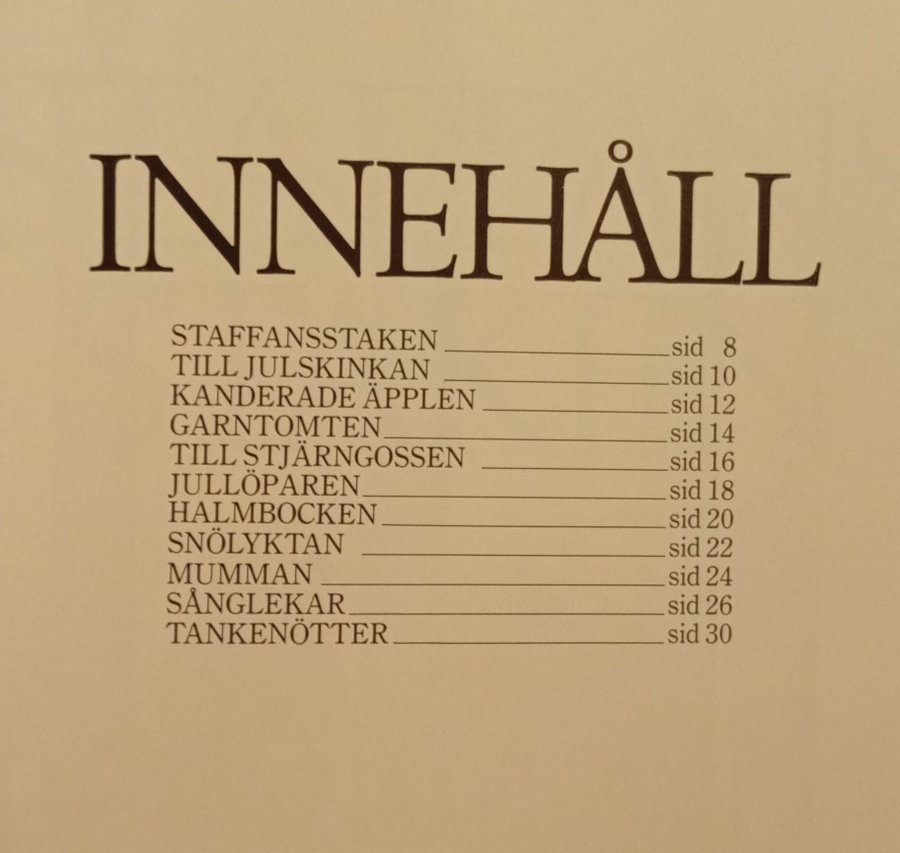 INNEHÅLL
STAFFANSSTAKEN sid 8
TILL JULSKINKAN sid 10
KANDERADE ÄPPLEN sid 12
GARNTOMTEN sid 14
TILL STJÄRNGOSSEN sid 16
JULLÖPAREN sid 18
HALMBOCKEN sid 20
SNÖLYKTAN sid 22
MUMMAN sid 24
SÅNGLEKAR sid 26
TANKENÖTTER sid 30